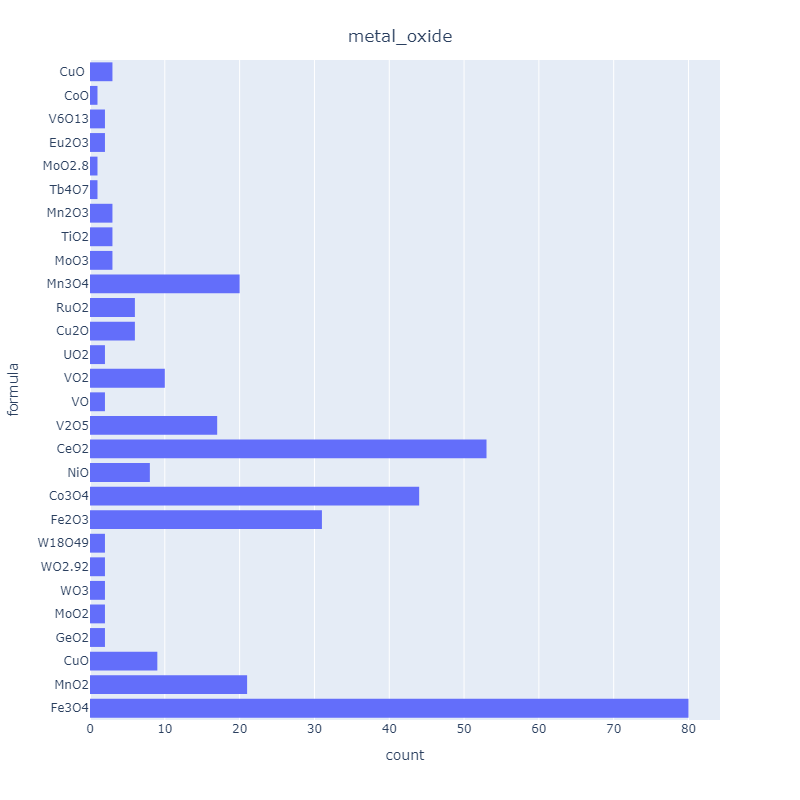 metal_oxide
CuO
CoO
V6O13
Eu2O3
MoO2.8
Tb4O7
Mn2O3
TiO2
MoO3
Mn3O4
RuO2
Cu2O
UO2
VO2
VO
V2O5
CeO2
NiO
Co3O4
Fe2O3
W18O49
WO2.92
WO3
MoO2
GeO2
CuO
MnO2
Fe3O4
formula
0 10 20 30 40 50 60 70 80
count